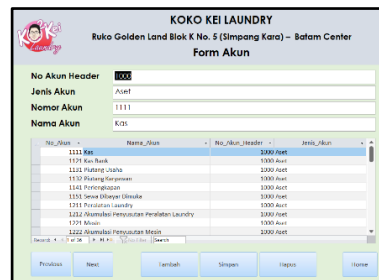 KOKO KEI LAUNDRY
Ruko Golden Land Blok K No. 5 (Simpang Kara) – Batam Center
Form Akun
No Akun Header 1000
Jenis Akun Aset
Nomor Akun 1111
Nama Akun Kas
No_Akun Nama_Akun No_Akun_Header Jenis_Akun
1111 Kas 1000 Aset
1121 Kas Bank 1000 Aset
1131 Piutang Usaha 1000 Aset
1132 Piutang Karyawan 1000 Aset
1141 Perlengkapan 1000 Aset
1151 Sewa Dibayar Dimuka 1000 Aset
1211 Peralatan Laundry 1000 Aset
1212 Akumulasi Penyusutan Peralatan Laundry 1000 Aset
1221 Mesin 1000 Aset
1222 Akumulasi Penyusutan Mesin 1000 Aset
Record: Search
Previous Next Tambah Simpan Hapus Home